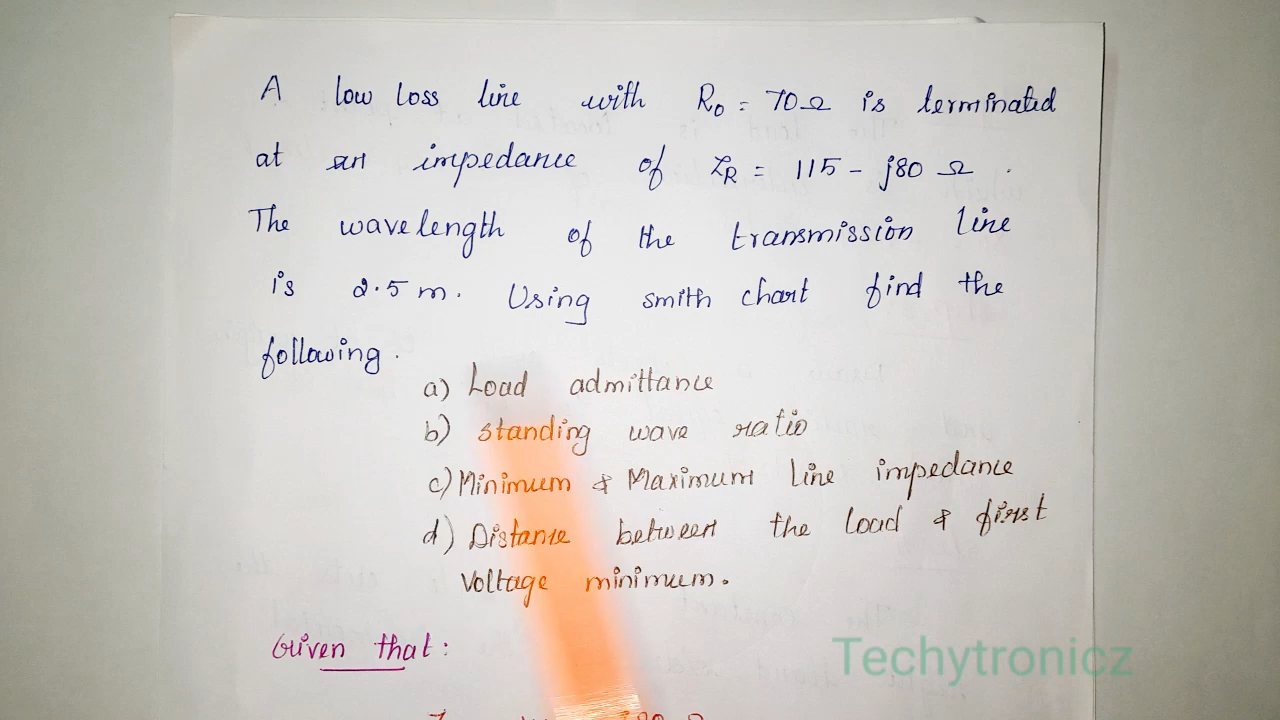 A low loss line with R0 = 70Ω is terminated
at an impedance of ZR = 115 - j80 Ω.
The wavelength of the transmission line
is 2.5 m. Using smith chart find the
following.
a) Load admittance
b) Standing wave ratio
c) Minimum & Maximum line impedance
d) Distance between the load & first
voltage minimum.
Given that:
Techytronicz